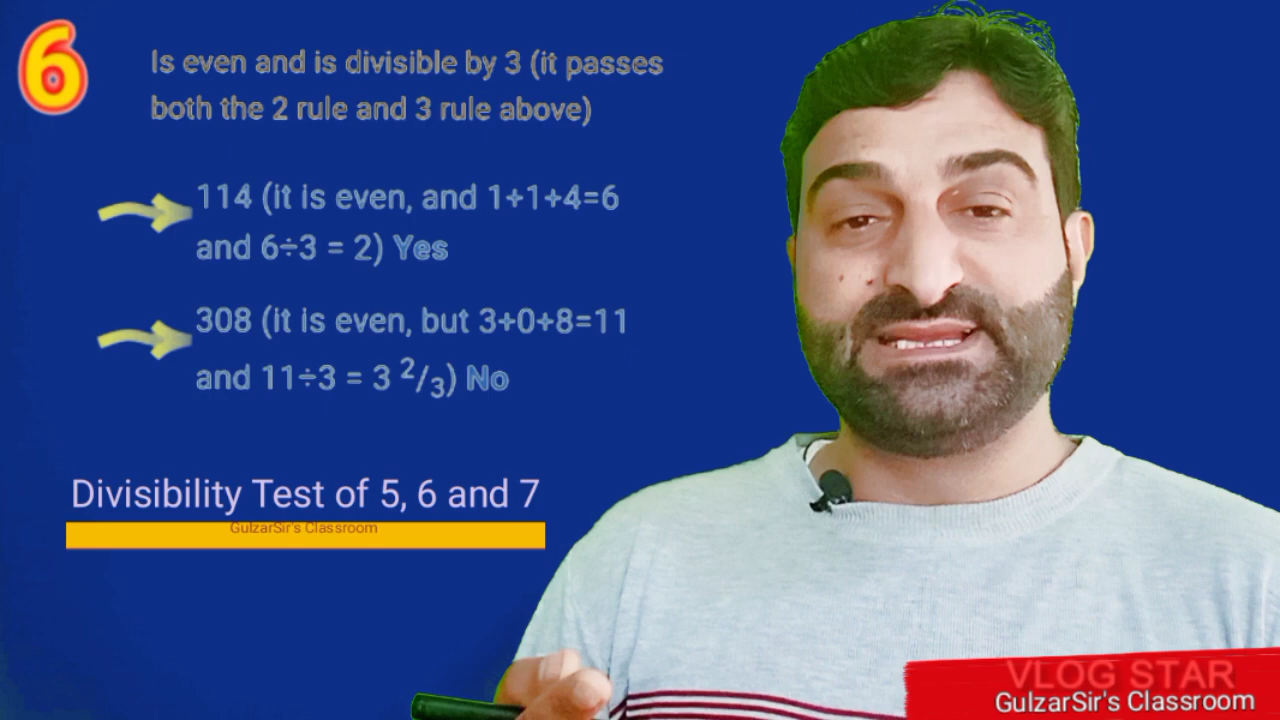 6
Is even and is divisible by 3 (it passes
both the 2 rule and 3 rule above)
114 (it is even, and 1+1+4=6
and 6÷3 = 2) Yes
308 (it is even, but 3+0+8=11
and 11÷3 = 3 2/3) No
Divisibility Test of 5, 6 and 7
GulzarSir's Classroom
VLOG STAR
GulzarSir's Classroom